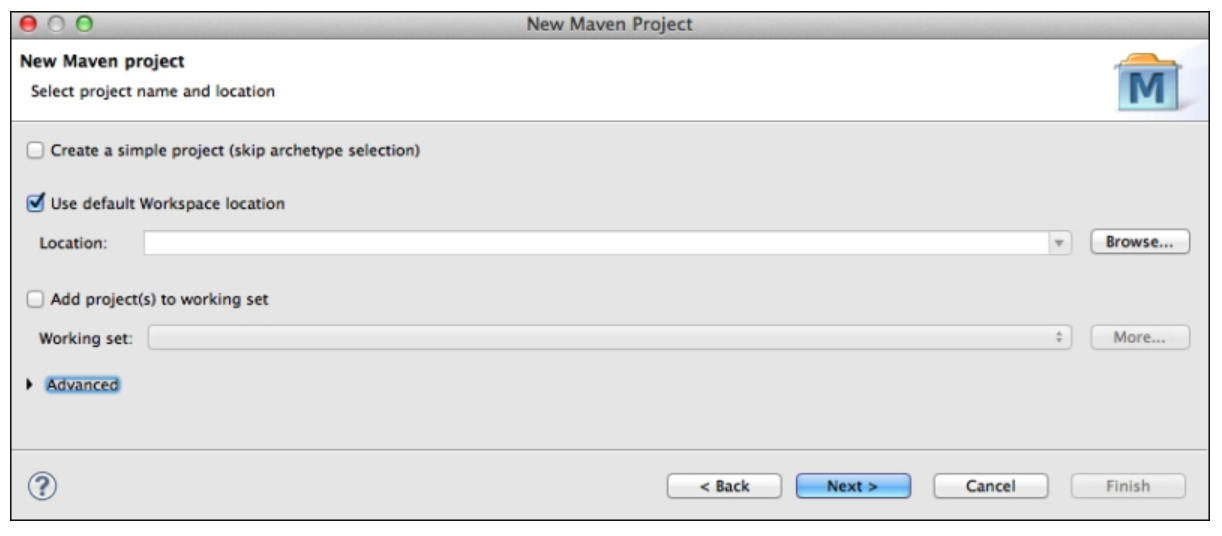 New Maven Project
New Maven project
Select project name and location
M
Create a simple project (skip archetype selection)
Use default Workspace location
Location:
Browse...
Add project(s) to working set
Working set:
More...
Advanced
?
< Back
Next >
Cancel
Finish